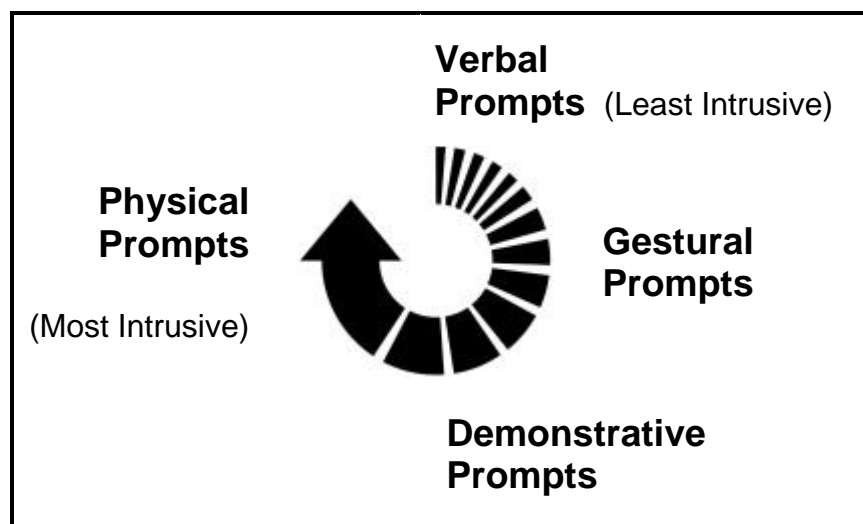 Verbal
Prompts (Least Intrusive)
Physical
Prompts
(Most Intrusive)
Gestural
Prompts
Demonstrative
Prompts